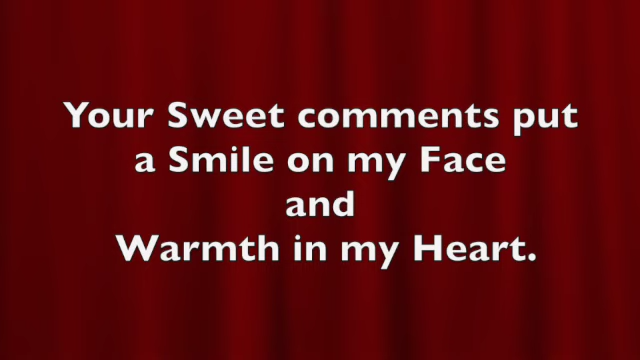 Your Sweet comments put
a Smile on my Face
and
Warmth in my Heart.